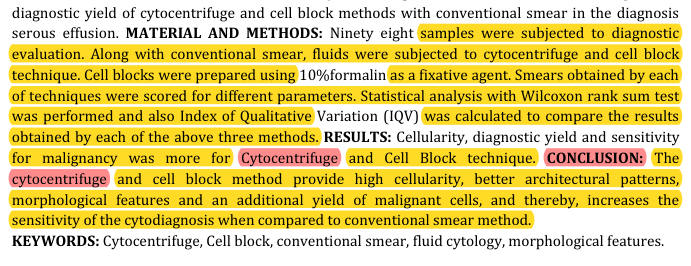 diagnostic yield of cytocentrifuge and cell block methods with conventional smear in the diagnosis
serous effusion. MATERIAL AND METHODS: Ninety eight samples were subjected to diagnostic
evaluation. Along with conventional smear, fluids were subjected to cytocentrifuge and cell block
technique. Cell blocks were prepared using 10%formalin as a fixative agent. Smears obtained by each
of techniques were scored for different parameters. Statistical analysis with Wilcoxon rank sum test
was performed and also Index of Qualitative Variation (IQV) was calculated to compare the results
obtained by each of the above three methods. RESULTS: Cellularity, diagnostic yield and sensitivity
for malignancy was more for Cytocentrifuge and Cell Block technique. CONCLUSION: The
cytocentrifuge and cell block method provide high cellularity, better architectural patterns,
morphological features and an additional yield of malignant cells, and thereby, increases the
sensitivity of the cytodiagnosis when compared to conventional smear method.
KEYWORDS: Cytocentrifuge, Cell block, conventional smear, fluid cytology, morphological features.